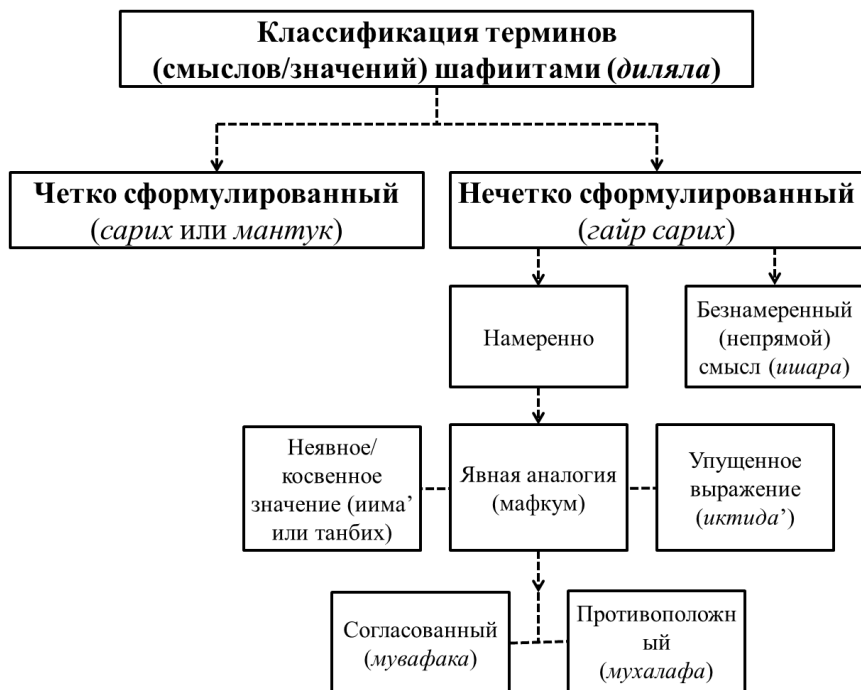 Классификация терминов
(смыслов/значений) шафиитами (диляла)
Четко сформулированный
(сарих или мантук)
Нечетко сформулированный
(гайр сарих)
Намеренно
Безнамеренный
(непрямой)
смысл (ишара)
Неявное/
косвенное
значение (иима’
или танбих)
Явная аналогия
(мафкум)
Упущенное
выражение
(иктида’)
Согласованный
(мувафака)
Противоположн
ый
(мухалафа)